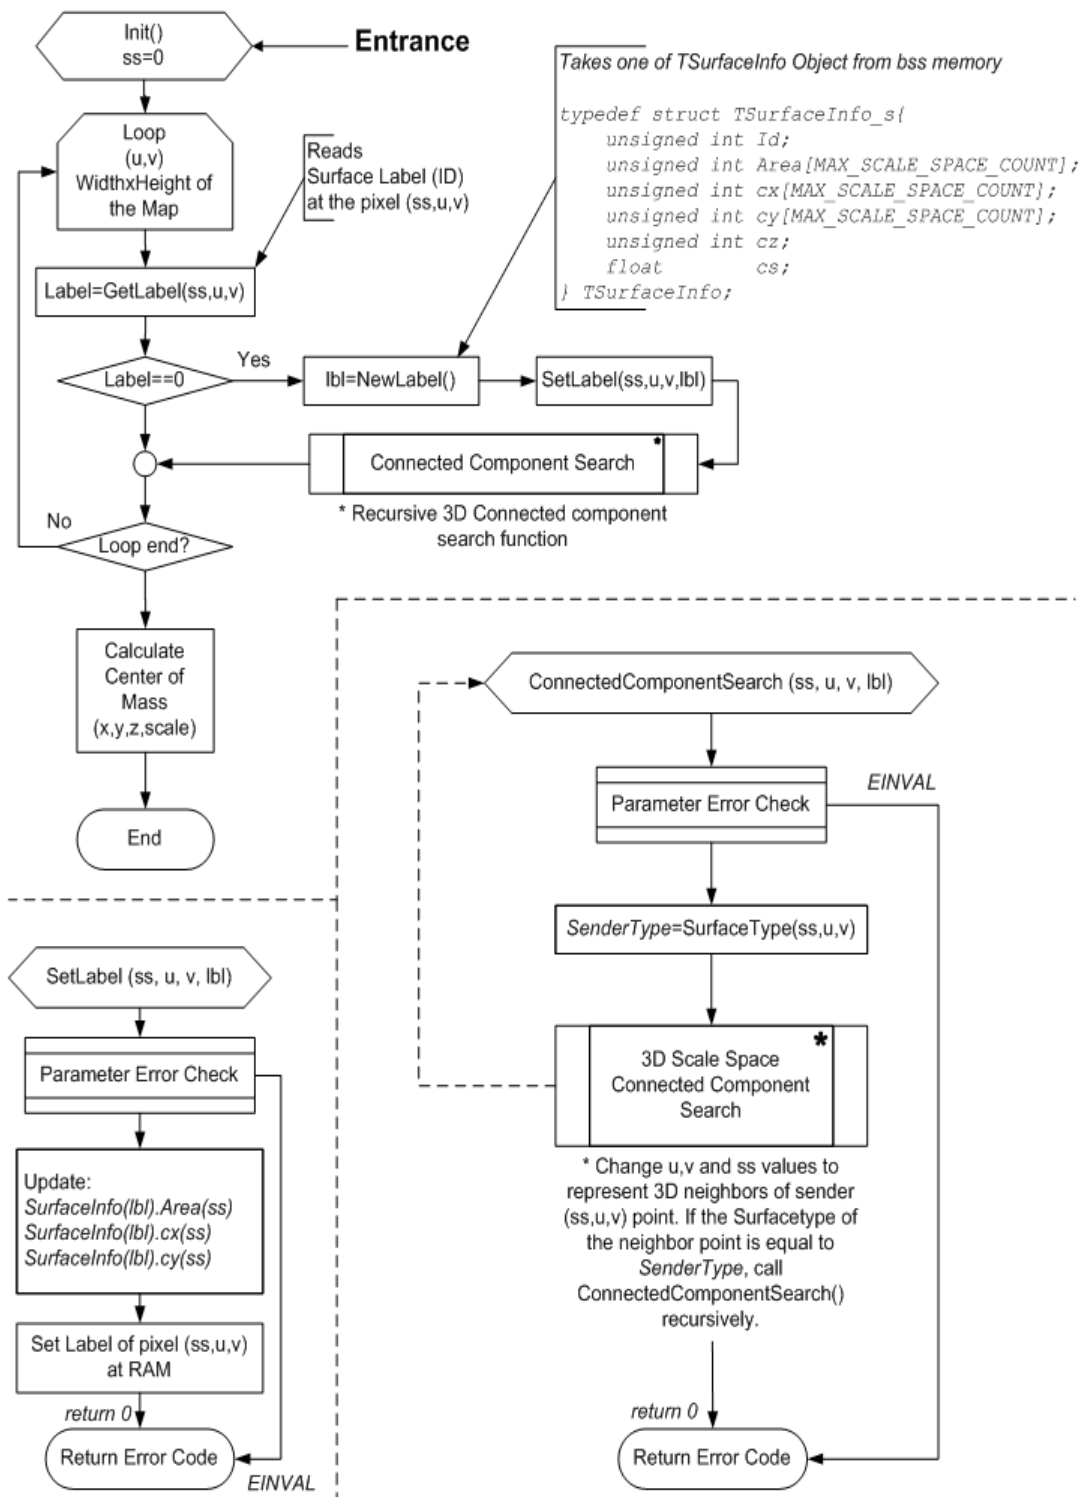 Init()
ss=0
Entrance
Loop
(u,v)
WidthxHeight of
the Map
Reads
Surface Label (ID)
at the pixel (ss,u,v)
Takes one of TSurfaceInfo Object from bss memory
typedef struct TSurfaceInfo_s{
unsigned int Id;
unsigned int Area[MAX_SCALE_SPACE_COUNT];
unsigned int cx[MAX_SCALE_SPACE_COUNT];
unsigned int cy[MAX_SCALE_SPACE_COUNT];
unsigned int cz;
float cs;
} TSurfaceInfo;
Label=GetLabel(ss,u,v)
Label==0
Yes
lbl=NewLabel()
SetLabel(ss,u,v,lbl)
Connected Component Search *
* Recursive 3D Connected component
search function
No
Loop end?
Calculate
Center of
Mass
(x,y,z,scale)
End
SetLabel (ss, u, v, lbl)
Parameter Error Check
Update:
SurfaceInfo(lbl).Area(ss)
SurfaceInfo(lbl).cx(ss)
SurfaceInfo(lbl).cy(ss)
Set Label of pixel (ss,u,v)
at RAM
return 0
Return Error Code
EINVAL
ConnectedComponentSearch (ss, u, v, lbl)
Parameter Error Check
EINVAL
SenderType=SurfaceType(ss,u,v)
*
3D Scale Space
Connected Component
Search
* Change u,v and ss values to
represent 3D neighbors of sender
(ss,u,v) point. If the Surfacetype of
the neighbor point is equal to
SenderType, call
ConnectedComponentSearch()
recursively.
return 0
Return Error Code